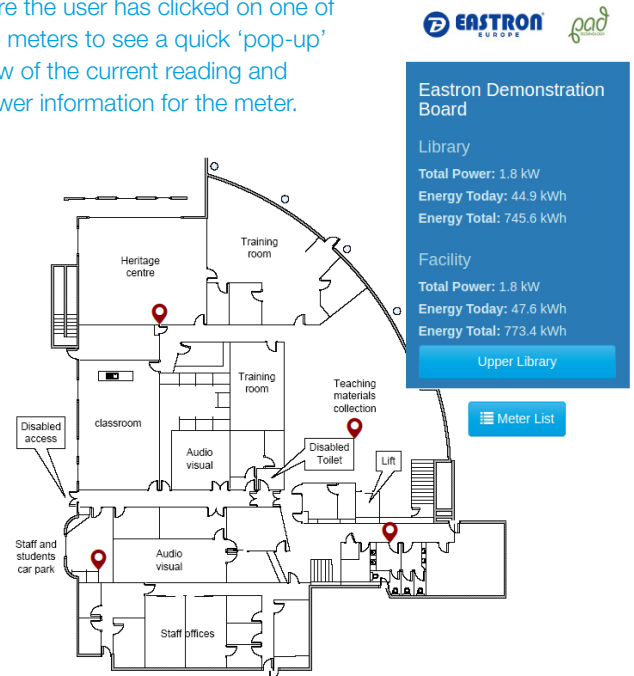 re the user has clicked on one of
meters to see a quick ‘pop-up’
w of the current reading and
wer information for the meter.
EASTRON
EUROPE
pad
TECHNOLOGY
Eastron Demonstration
Board
Library
Total Power: 1.8 kW
Energy Today: 44.9 kWh
Energy Total: 745.6 kWh
Facility
Total Power: 1.8 kW
Energy Today: 47.6 kWh
Energy Total: 773.4 kWh
Upper Library
Meter List
Heritage
centre
Training
room
classroom
Training
room
Teaching
materials
collection
Disabled
access
Audio
visual
Disabled
Toilet
Lift
Staff and
students
car park
Audio
visual
Staff offices